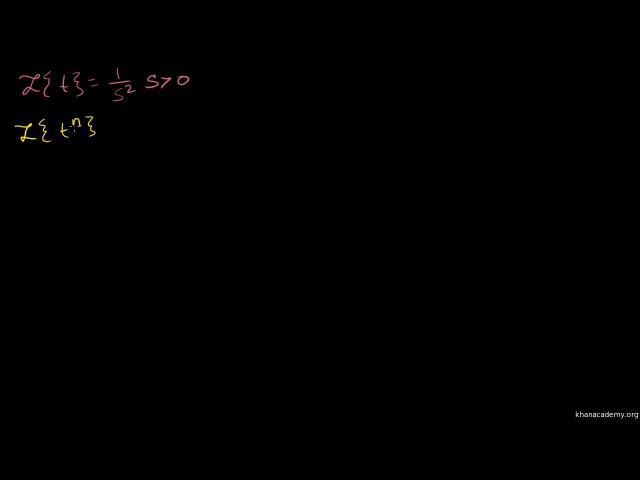 ℒ{t} = 1/s² s>0
ℒ{tⁿ}
khanacademy.org